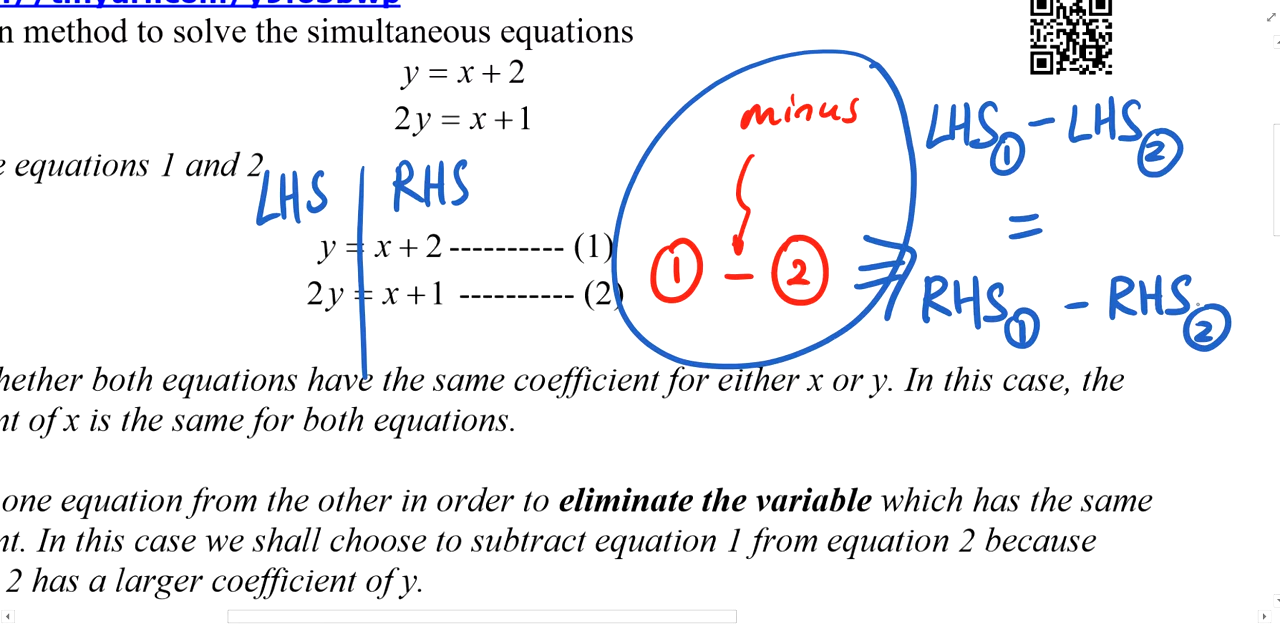 n method to solve the simultaneous equations
y = x + 2
2y = x + 1
minus
LHS① − LHS②
e equations 1 and 2
LHS | RHS
=
y = x + 2 ---------- (1)
① − ②
2y = x + 1 ---------- (2)
RHS① − RHS②
hether both equations have the same coefficient for either x or y. In this case, the
nt of x is the same for both equations.
one equation from the other in order to eliminate the variable which has the same
nt. In this case we shall choose to subtract equation 1 from equation 2 because
2 has a larger coefficient of y.